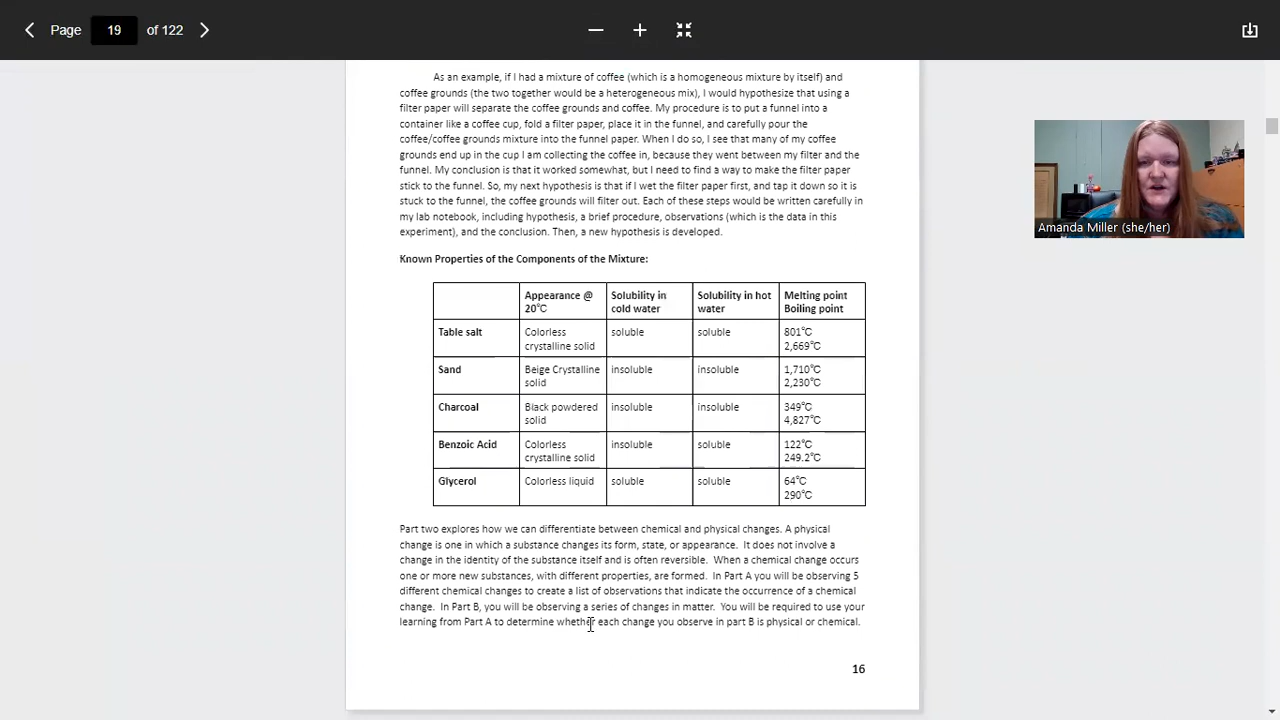 Page 19 of 122
As an example, if I had a mixture of coffee (which is a homogeneous mixture by itself) and
coffee grounds (the two together would be a heterogeneous mix), I would hypothesize that using a
filter paper will separate the coffee grounds and coffee. My procedure is to put a funnel into a
container like a coffee cup, fold a filter paper, place it in the funnel, and carefully pour the
coffee/coffee grounds mixture into the funnel paper. When I do so, I see that many of my coffee
grounds end up in the cup I am collecting the coffee in, because they went between my filter and the
funnel. My conclusion is that it worked somewhat, but I need to find a way to make the filter paper
stick to the funnel. So, my next hypothesis is that if I wet the filter paper first, and tap it down so it is
stuck to the funnel, the coffee grounds will filter out. Each of these steps would be written carefully in
my lab notebook, including hypothesis, a brief procedure, observations (which is the data in this
experiment), and the conclusion. Then, a new hypothesis is developed.
Amanda Miller (she/her)
Known Properties of the Components of the Mixture:
Appearance @ 20°C
Solubility in cold water
Solubility in hot water
Melting point
Boiling point
Table salt
Colorless crystalline solid
soluble
soluble
801°C
2,669°C
Sand
Beige Crystalline solid
insoluble
insoluble
1,710°C
2,230°C
Charcoal
Black powdered solid
insoluble
insoluble
349°C
4,827°C
Benzoic Acid
Colorless crystalline solid
insoluble
soluble
122°C
249.2°C
Glycerol
Colorless liquid
soluble
soluble
64°C
290°C
Part two explores how we can differentiate between chemical and physical changes. A physical
change is one in which a substance changes its form, state, or appearance. It does not involve a
change in the identity of the substance itself and is often reversible. When a chemical change occurs
one or more new substances, with different properties, are formed. In Part A you will be observing 5
different chemical changes to create a list of observations that indicate the occurrence of a chemical
change. In Part B, you will be observing a series of changes in matter. You will be required to use your
learning from Part A to determine whether each change you observe in part B is physical or chemical.
16